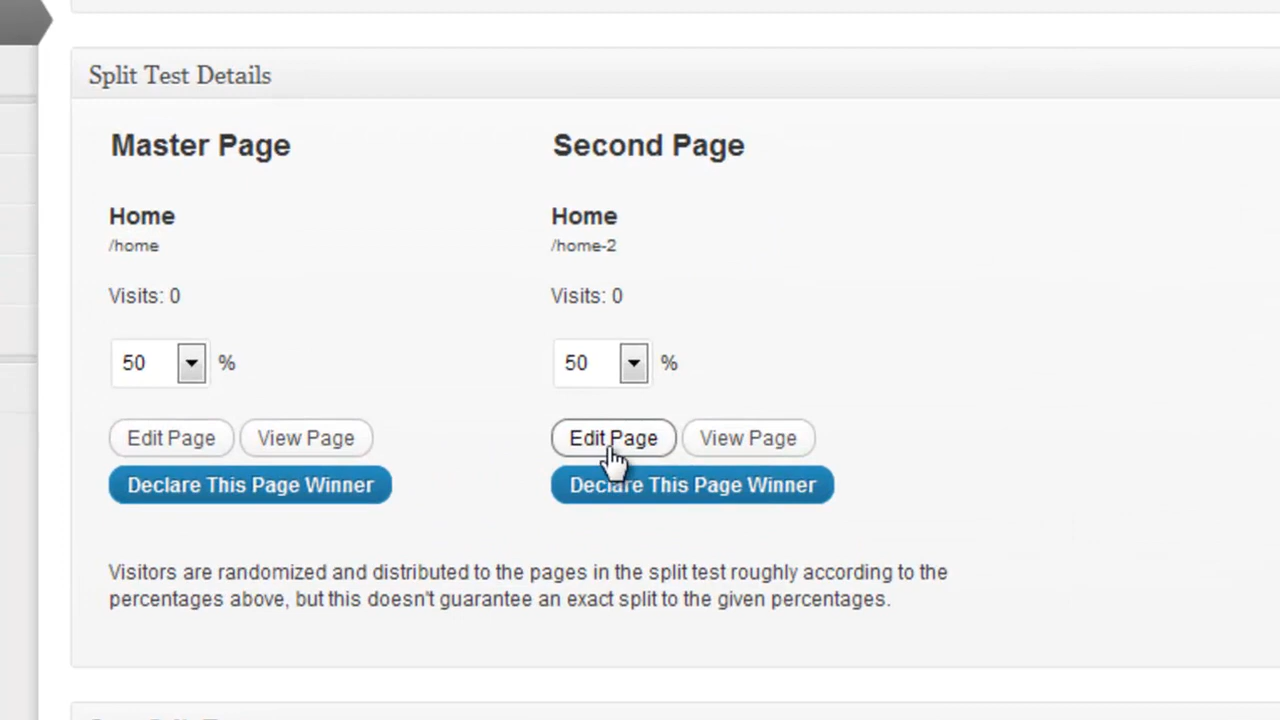 Split Test Details
Master Page
Second Page
Home
/home
Visits: 0
50 %
Edit Page View Page
Declare This Page Winner
Home
/home-2
Visits: 0
50 %
Edit Page View Page
Declare This Page Winner
Visitors are randomized and distributed to the pages in the split test roughly according to the
percentages above, but this doesn't guarantee an exact split to the given percentages.